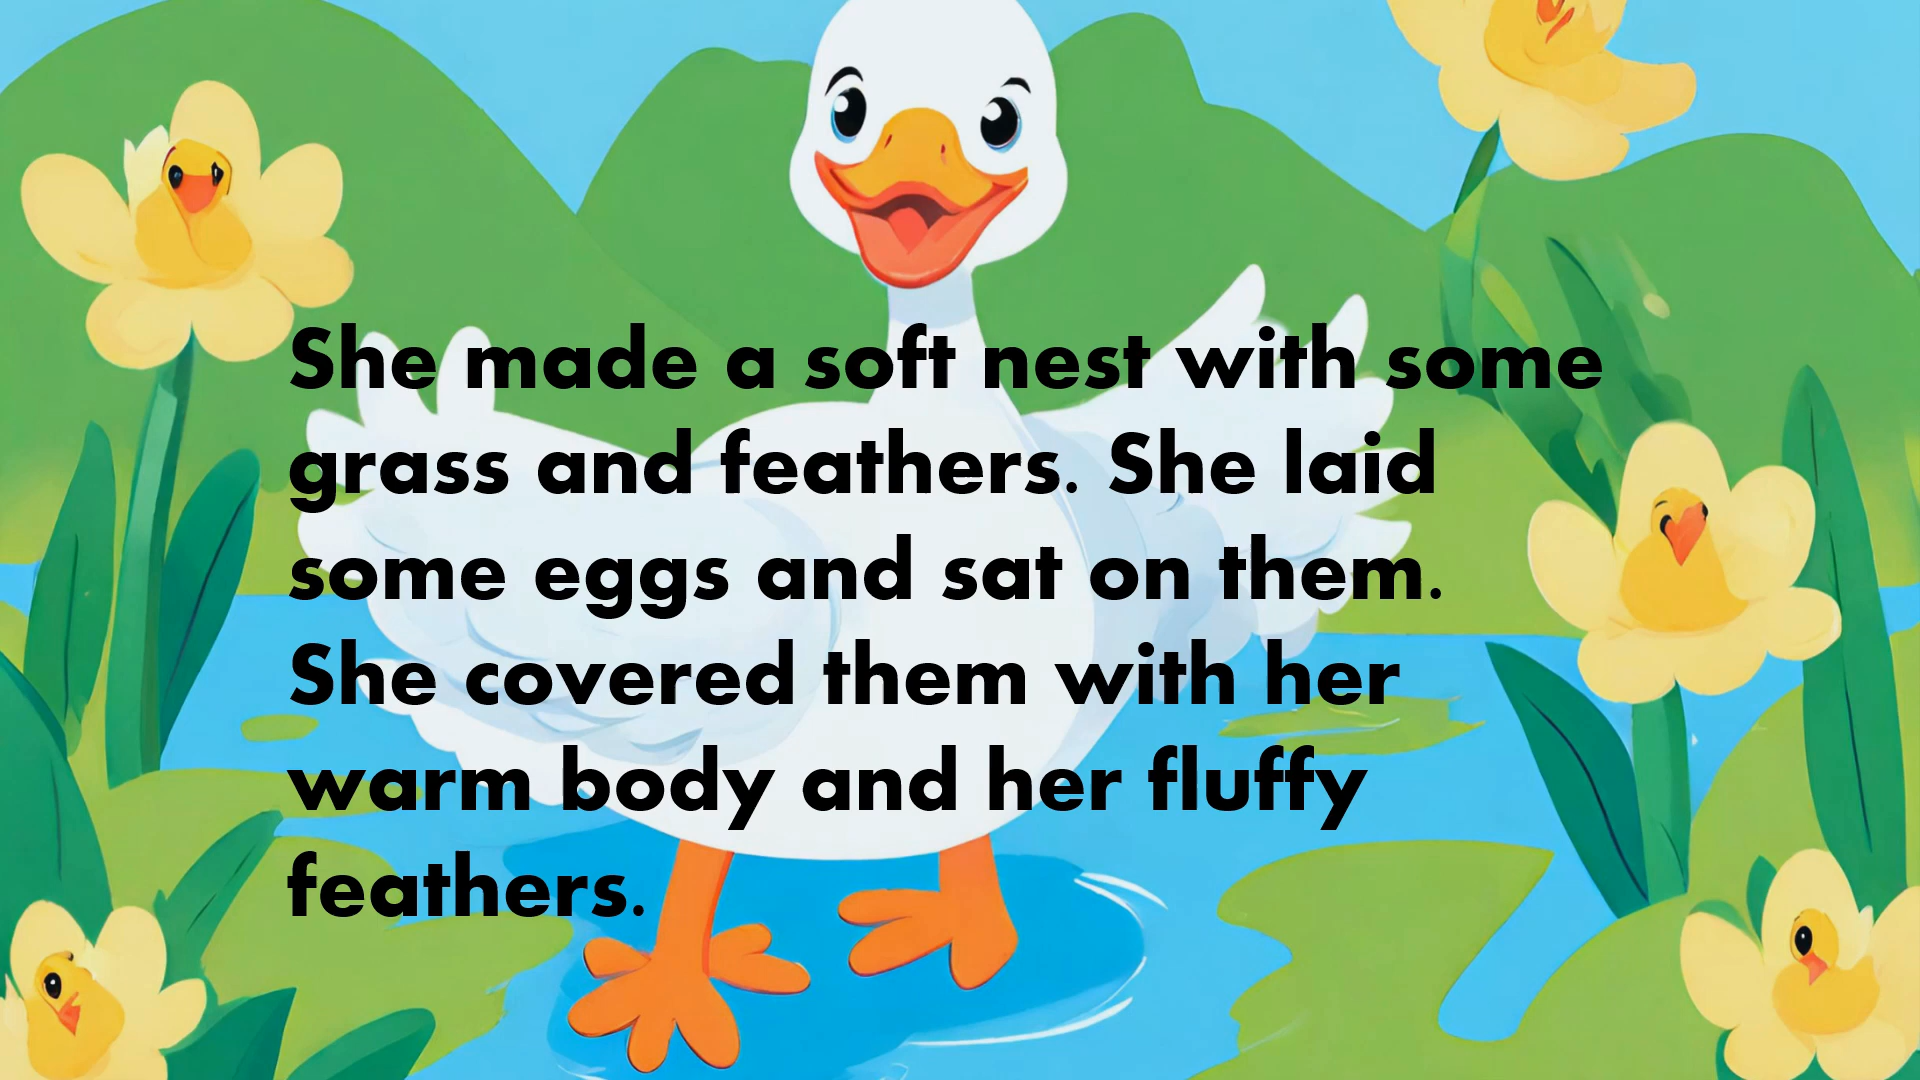 She made a soft nest with some
grass and feathers. She laid
some eggs and sat on them.
She covered them with her
warm body and her fluffy
feathers.